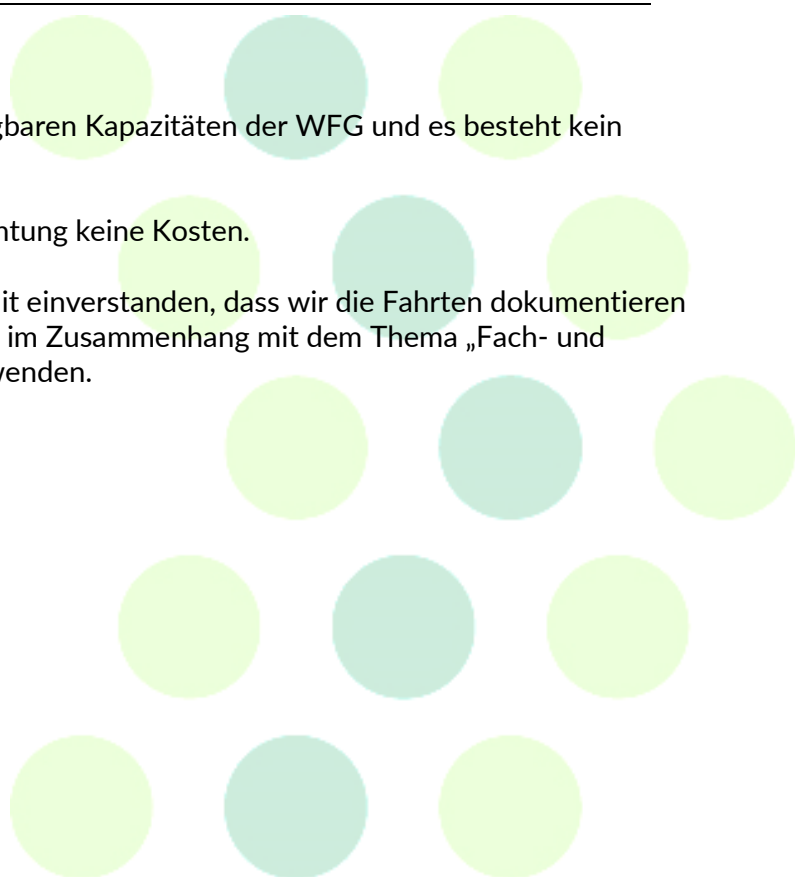 gbaren Kapazitäten der WFG und es besteht kein
htung keine Kosten.
it einverstanden, dass wir die Fahrten dokumentieren
im Zusammenhang mit dem Thema „Fach- und
wenden.